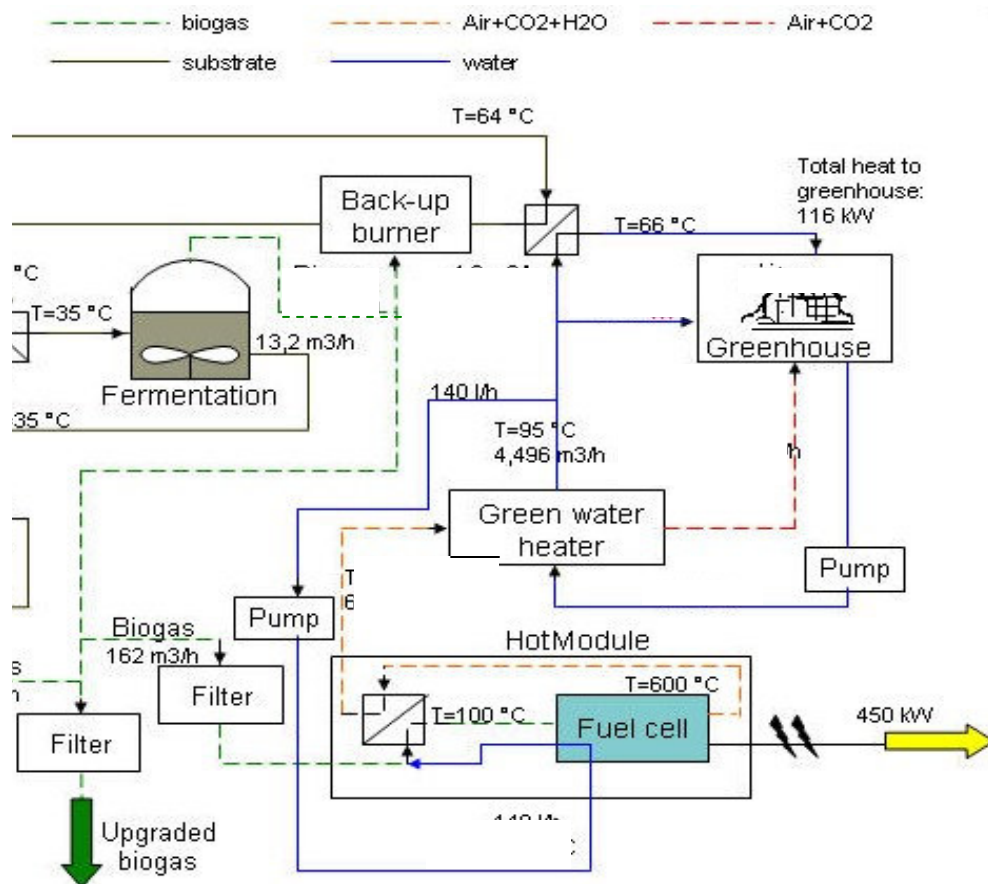 biogas
Air+CO2+H2O
Air+CO2
substrate
water
T=64 °C
Total heat to
greenhouse:
116 kW
Back-up
burner
T=66 °C
° C
T=35 °C
13,2 m3/h
Fermentation
Greenhouse
35 °C
140 l/h
T=95 °C
4,496 m3/h
Green water
heater
Pump
Pump
Biogas
162 m3/h
HotModule
Filter
T=600 °C
T=100 °C
Fuel cell
450 kW
Filter
Upgraded
biogas